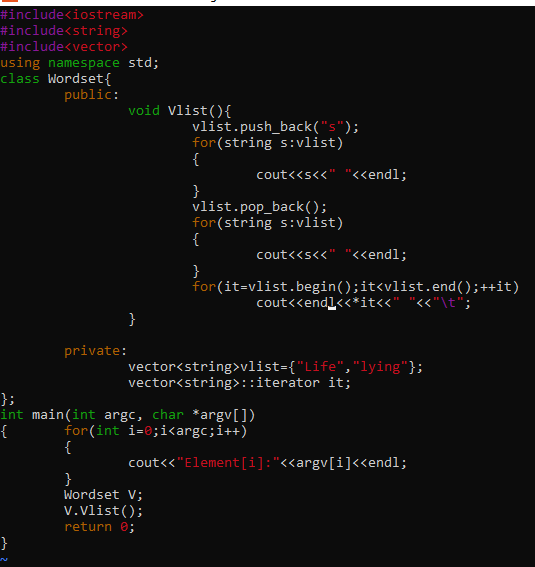 #include<iostream>
#include<string>
#include<vector>
using namespace std;
class Wordset{
        public:
                void Vlist(){
                        vlist.push_back("s");
                        for(string s:vlist)
                        {
                                cout<<s<<" "<<endl;
                        }
                        vlist.pop_back();
                        for(string s:vlist)
                        {
                                cout<<s<<" "<<endl;
                        }
                        for(it=vlist.begin();it<vlist.end();++it)
                                cout<<endl<<*it<<" "<<"\t";
                }

        private:
                vector<string>vlist={"Life","lying"};
                vector<string>::iterator it;
};
int main(int argc, char *argv[])
{       for(int i=0;i<argc;i++)
        {
                cout<<"Element[i]:"<<argv[i]<<endl;
        }
        Wordset V;
        V.Vlist();
        return 0;
}
~